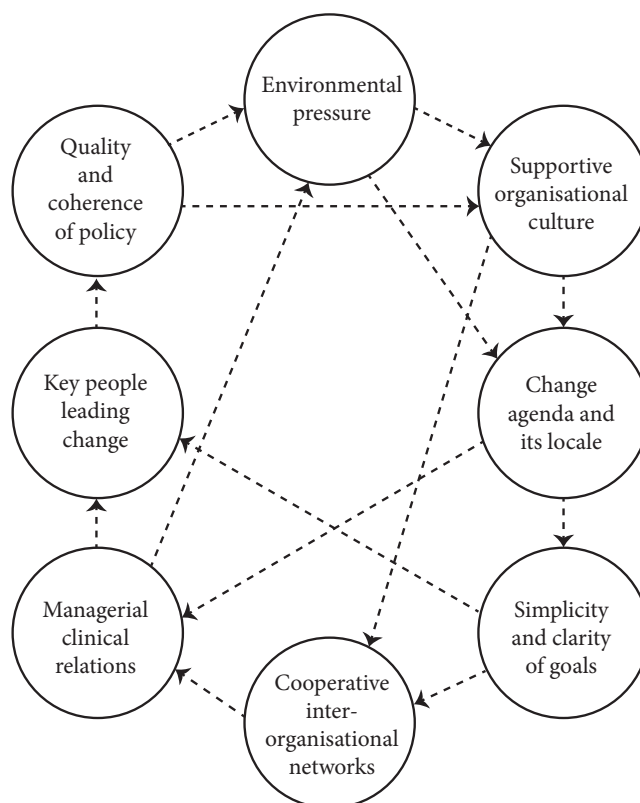 Environmental
pressure
Quality
and
coherence
of policy
Supportive
organisational
culture
Key people
leading
change
Change
agenda and
its locale
Managerial
clinical
relations
Simplicity
and clarity
of goals
Cooperative
inter-
organisational
networks